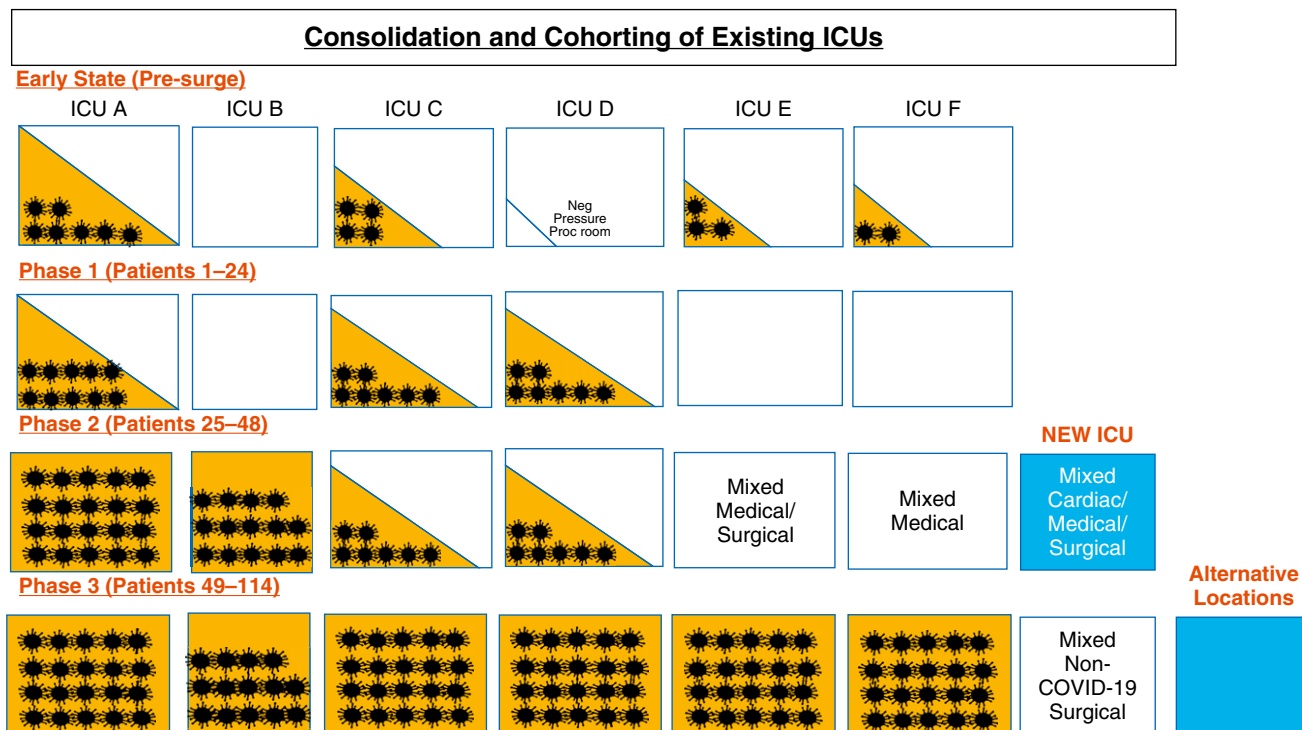 Consolidation and Cohorting of Existing ICUs
Early State (Pre-surge)
ICU A
ICU B
ICU C
ICU D
ICU E
ICU F
Neg
Pressure
Proc room
Phase 1 (Patients 1–24)
Phase 2 (Patients 25–48)
NEW ICU
Mixed
Medical/
Surgical
Mixed
Medical
Mixed
Cardiac/
Medical/
Surgical
Phase 3 (Patients 49–114)
Alternative
Locations
Mixed
Non-
COVID-19
Surgical